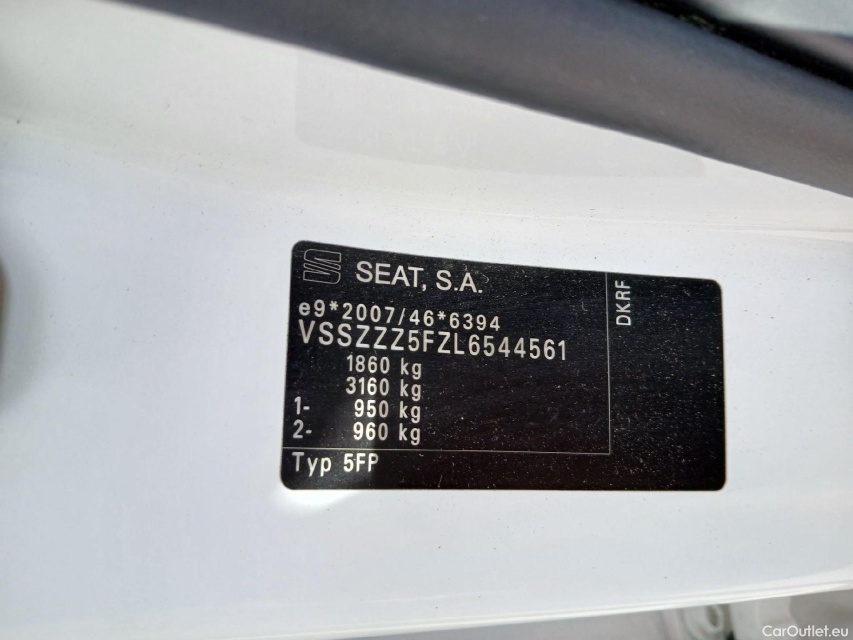 SEAT, S.A.
e9*2007/46*6394
VSSZZZ5FZL6544561
1860 kg
3160 kg
1- 950 kg
2- 960 kg
Typ 5FP
DKRF
CarOutlet.eu